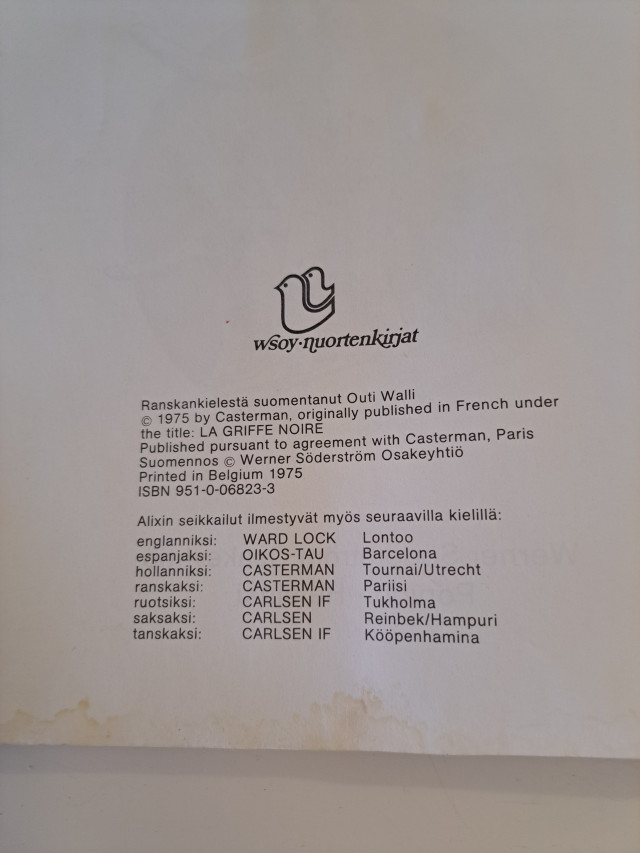 wsoy·nuortenkirjat
Ranskankielestä suomentanut Outi Walli
© 1975 by Casterman, originally published in French under
the title: LA GRIFFE NOIRE
Published pursuant to agreement with Casterman, Paris
Suomennos © Werner Söderström Osakeyhtiö
Printed in Belgium 1975
ISBN 951-0-06823-3
Alixin seikkailut ilmestyvät myös seuraavilla kielillä:
englanniksi: WARD LOCK Lontoo
espanjaksi: OIKOS-TAU Barcelona
hollanniksi: CASTERMAN Tournai/Utrecht
ranskaksi: CASTERMAN Pariisi
ruotsiksi: CARLSEN IF Tukholma
saksaksi: CARLSEN Reinbek/Hampuri
tanskaksi: CARLSEN IF Kööpenhamina